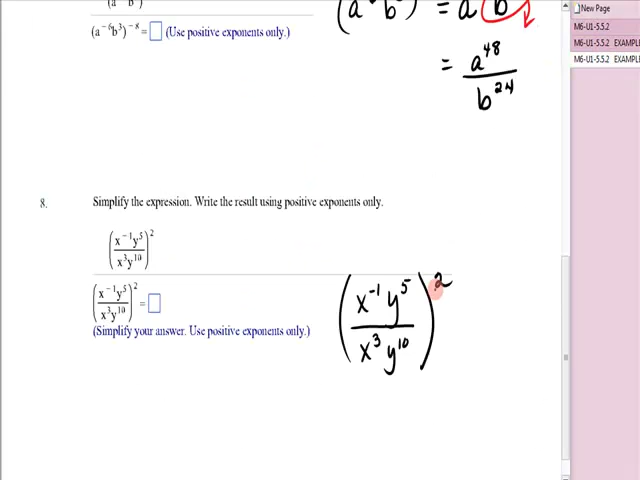 (a b )
(a⁻⁶b³)⁻⁸ = (Use positive exponents only.)
(a b ) = a b
= a⁴⁸/b²⁴
8. Simplify the expression. Write the result using positive exponents only.
(x⁻¹y⁵/x³y¹⁰)²
(x⁻¹y⁵/x³y¹⁰)² =
(Simplify your answer. Use positive exponents only.)
(x⁻¹y⁵/x³y¹⁰)²
New Page
M6-U1-5.5.2
M6-U1-5.5.2 EXAMPLE
M6-U1-5.5.2 EXAMPLE